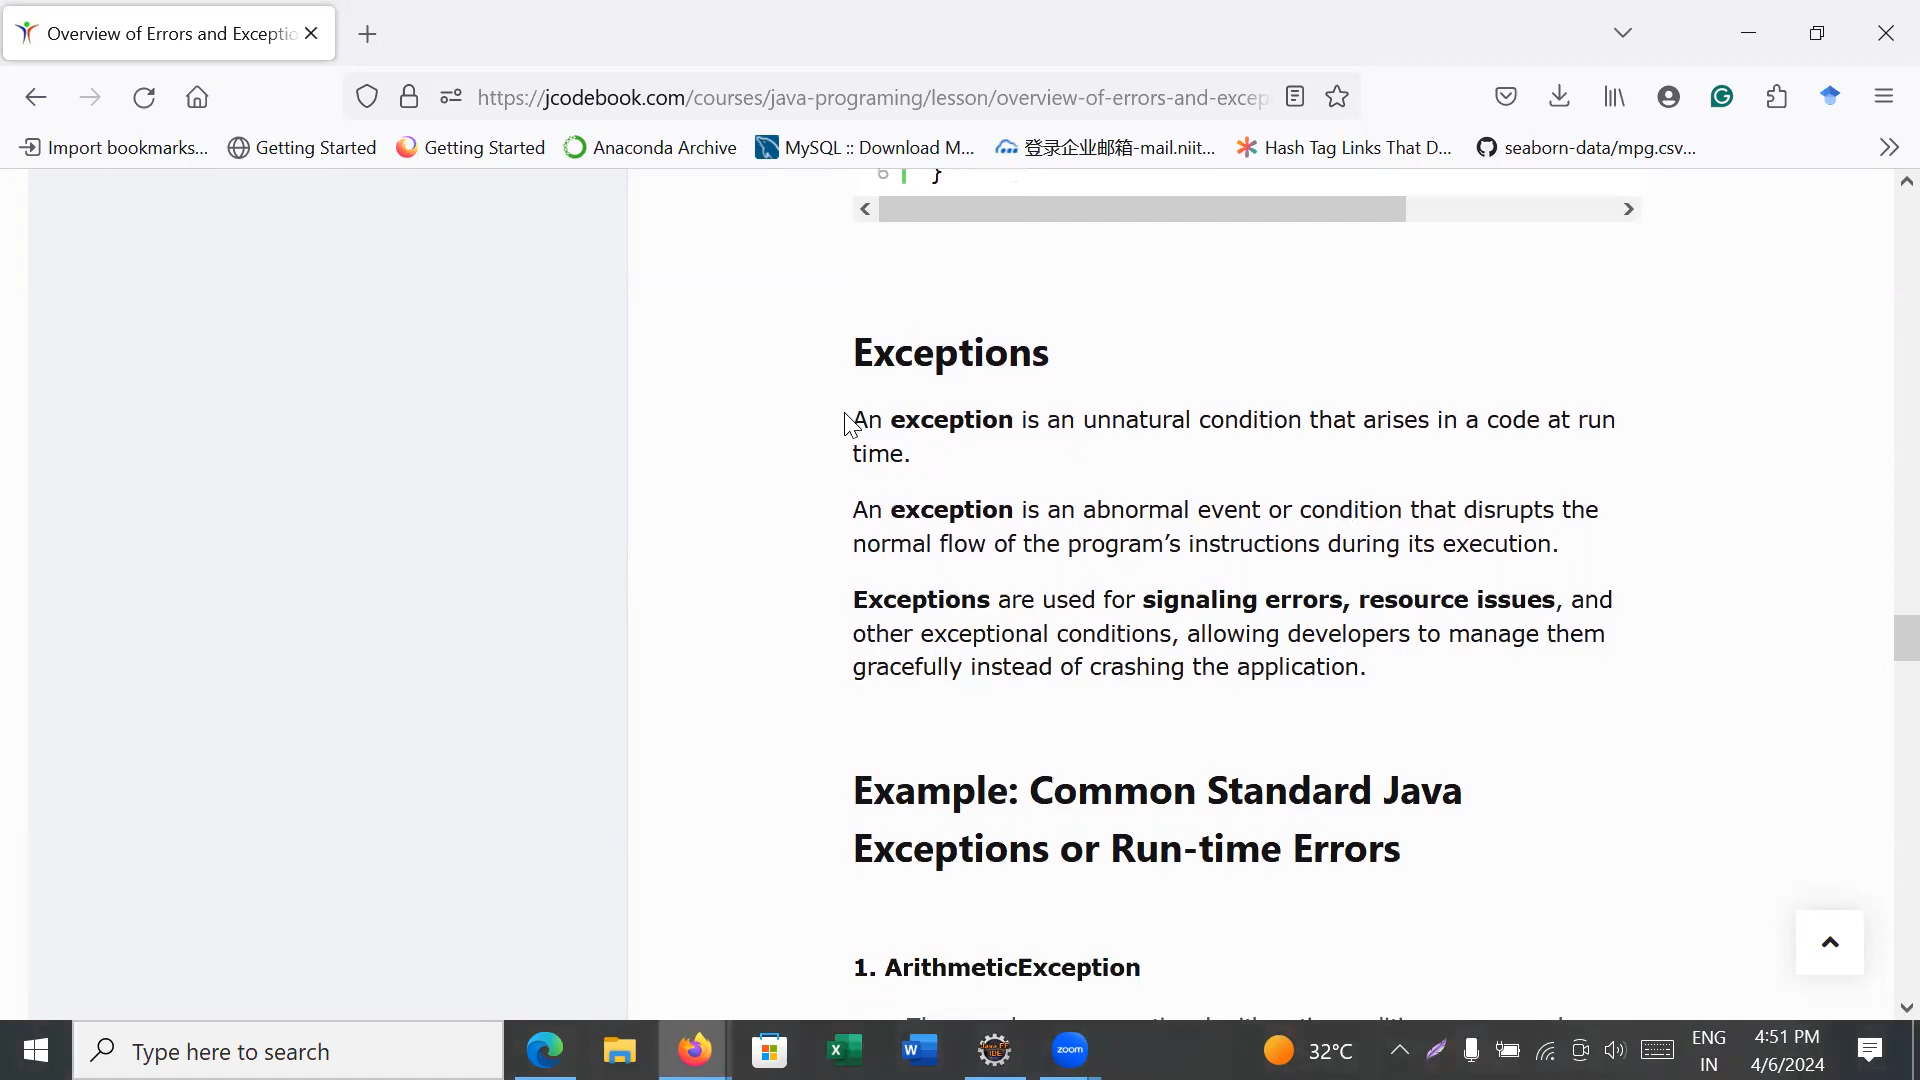 Overview of Errors and Exceptio
https://jcodebook.com/courses/java-programing/lesson/overview-of-errors-and-excep
Import bookmarks...
Getting Started
Getting Started
Anaconda Archive
MySQL :: Download M...
登录企业邮箱-mail.niit...
Hash Tag Links That D...
seaborn-data/mpg.csv...
6 }
Exceptions
An exception is an unnatural condition that arises in a code at run
time.
An exception is an abnormal event or condition that disrupts the
normal flow of the program’s instructions during its execution.
Exceptions are used for signaling errors, resource issues, and
other exceptional conditions, allowing developers to manage them
gracefully instead of crashing the application.
Example: Common Standard Java
Exceptions or Run-time Errors
1. ArithmeticException
Type here to search
zoom
32°C
ENG
IN
4:51 PM
4/6/2024